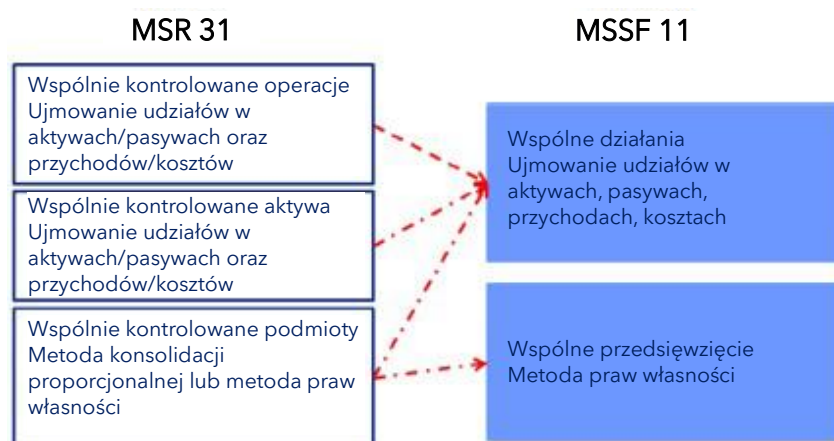 MSR 31
MSSF 11
Wspólnie kontrolowane operacje
Ujmowanie udziałów w
aktywach/pasywach oraz
przychodów/kosztów
Wspólnie kontrolowane aktywa
Ujmowanie udziałów w
aktywach/pasywach oraz
przychodów/kosztów
Wspólnie kontrolowane podmioty
Metoda konsolidacji
proporcjonalnej lub metoda praw
własności
Wspólne działania
Ujmowanie udziałów w
aktywach, pasywach,
przychodach, kosztach
Wspólne przedsięwzięcie
Metoda praw własności